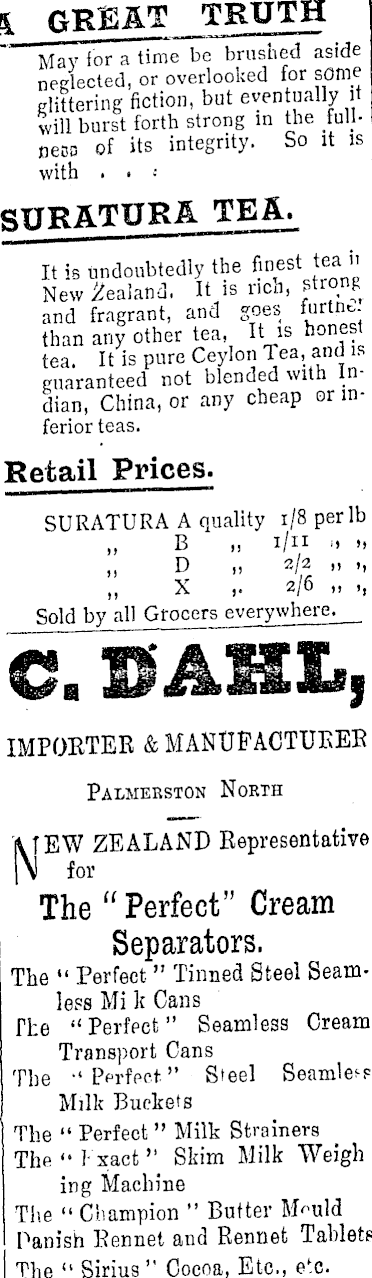 A GREAT TRUTH
May for a time be brushed aside
neglected, or overlooked for some
glittering fiction, but eventually it
will burst forth strong in the full-
ness of its integrity. So it is
with . . :
SURATURA TEA.
It is undoubtedly the finest tea in
New Zealand. It is rich, strong
and fragrant, and goes further
than any other tea, It is honest
tea. It is pure Ceylon Tea, and is
guaranteed not blended with In-
dian, China, or any cheap or in-
ferior teas.
Retail Prices.
SURATURA A quality 1/8 per lb
,, B ,, 1/11 ,, ,,
,, D ,, 2/2 ,, ,,
,, X ,, 2/6 ,, ,,
Sold by all Grocers everywhere.
C. DAHL,
IMPORTER & MANUFACTURER
PALMERSTON NORTH
NEW ZEALAND Representative
for
The "Perfect" Cream
Separators.
The "Perfect" Tinned Steel Seam-
less Mi k Cans
The "Perfect" Seamless Cream
Transport Cans
The "Perfect" Steel Seamless
Milk Buckets
The "Perfect" Milk Strainers
The "Exact" Skim Milk Weigh
ing Machine
The "Champion" Butter Mould
Danish Rennet and Rennet Tablets
The "Sirius" Cocoa, Etc., etc.